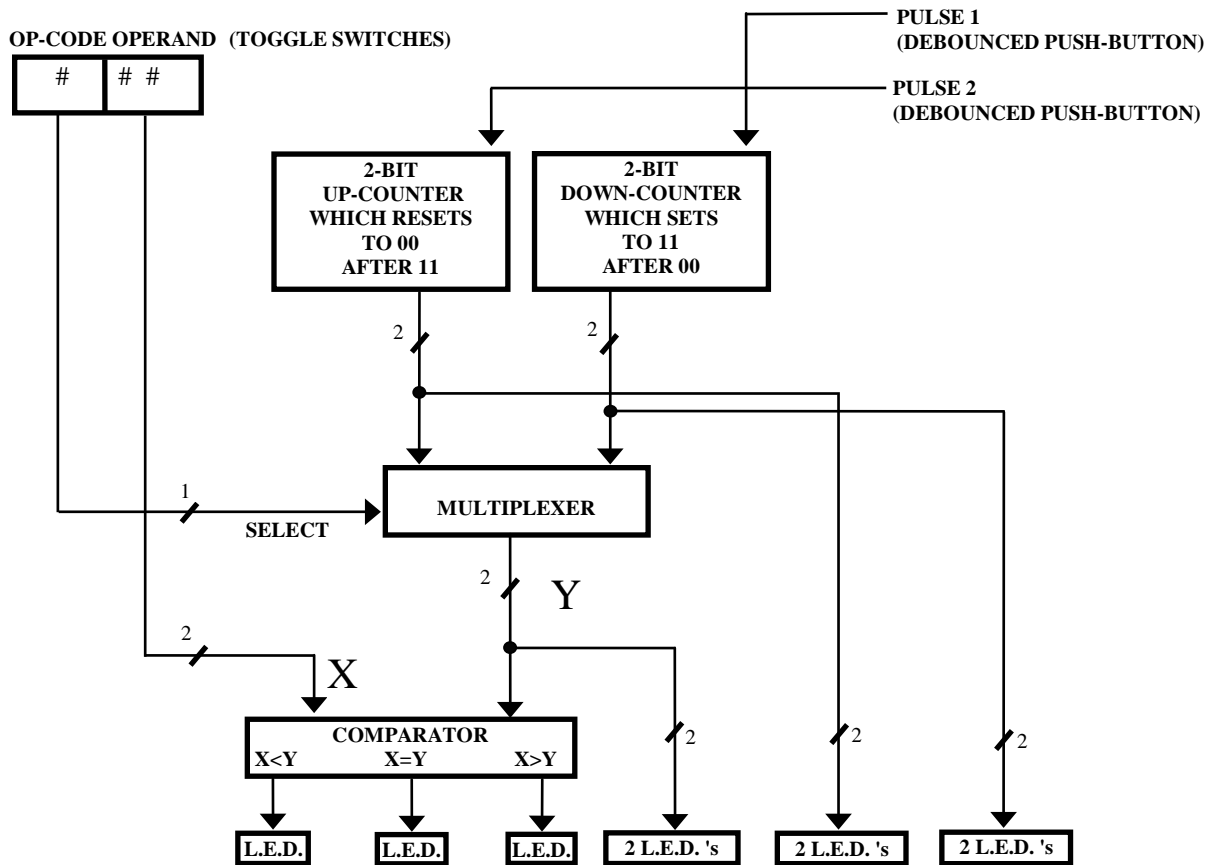 PULSE 1
(DEBOUNCED PUSH-BUTTON)
OP-CODE OPERAND (TOGGLE SWITCHES)
# # #
PULSE 2
(DEBOUNCED PUSH-BUTTON)
2-BIT
UP-COUNTER
WHICH RESETS
TO 00
AFTER 11
2-BIT
DOWN-COUNTER
WHICH SETS
TO 11
AFTER 00
2
2
1
SELECT
MULTIPLEXER
2
Y
2
X
COMPARATOR
X<Y X=Y X>Y
2
2
2
L.E.D.
L.E.D.
L.E.D.
2 L.E.D. 's
2 L.E.D. 's
2 L.E.D. 's